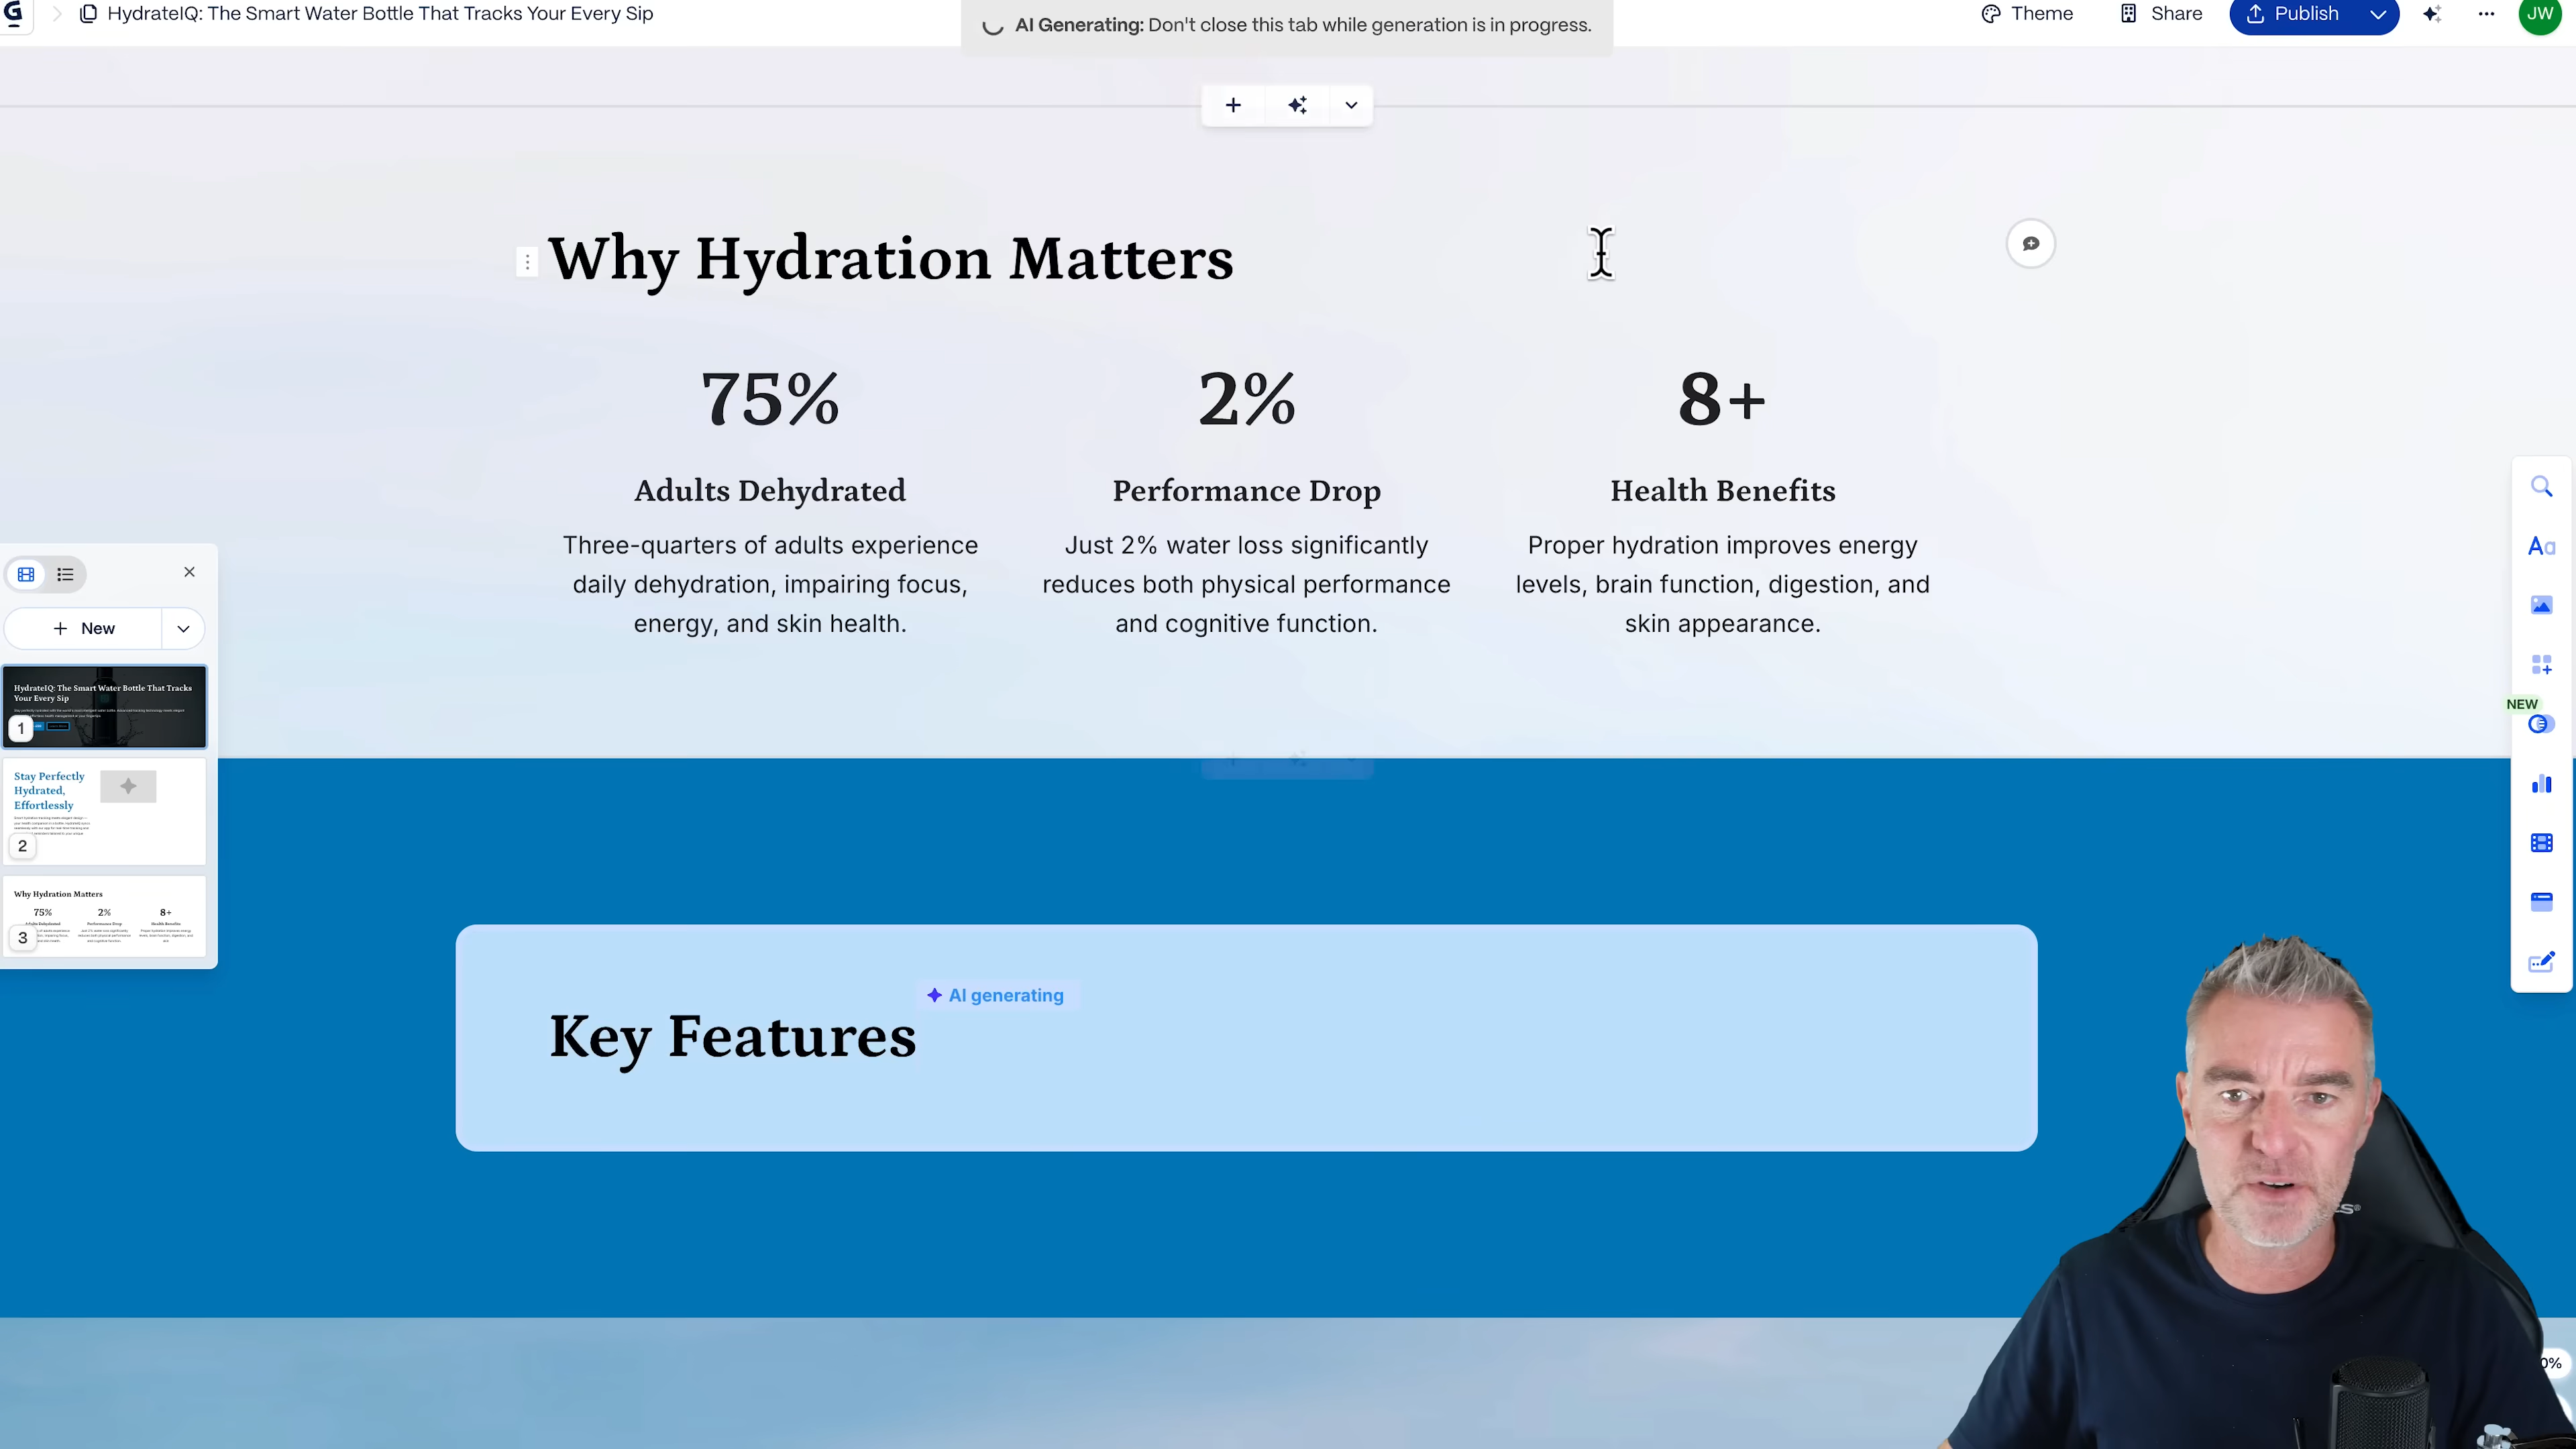 HydrateIQ: The Smart Water Bottle That Tracks Your Every Sip
AI Generating: Don't close this tab while generation is in progress.
Theme
Share
Publish
JW
Why Hydration Matters
75%
2%
8+
Adults Dehydrated
Performance Drop
Health Benefits
Three-quarters of adults experience
daily dehydration, impairing focus,
energy, and skin health.
Just 2% water loss significantly
reduces both physical performance
and cognitive function.
Proper hydration improves energy
levels, brain function, digestion, and
skin appearance.
+ New
HydrateIQ: The Smart Water Bottle That Tracks
Your Every Sip
1
Stay Perfectly
Hydrated,
Effortlessly
2
Why Hydration Matters
75%
2%
8+
3
Aa
NEW
AI generating
Key Features